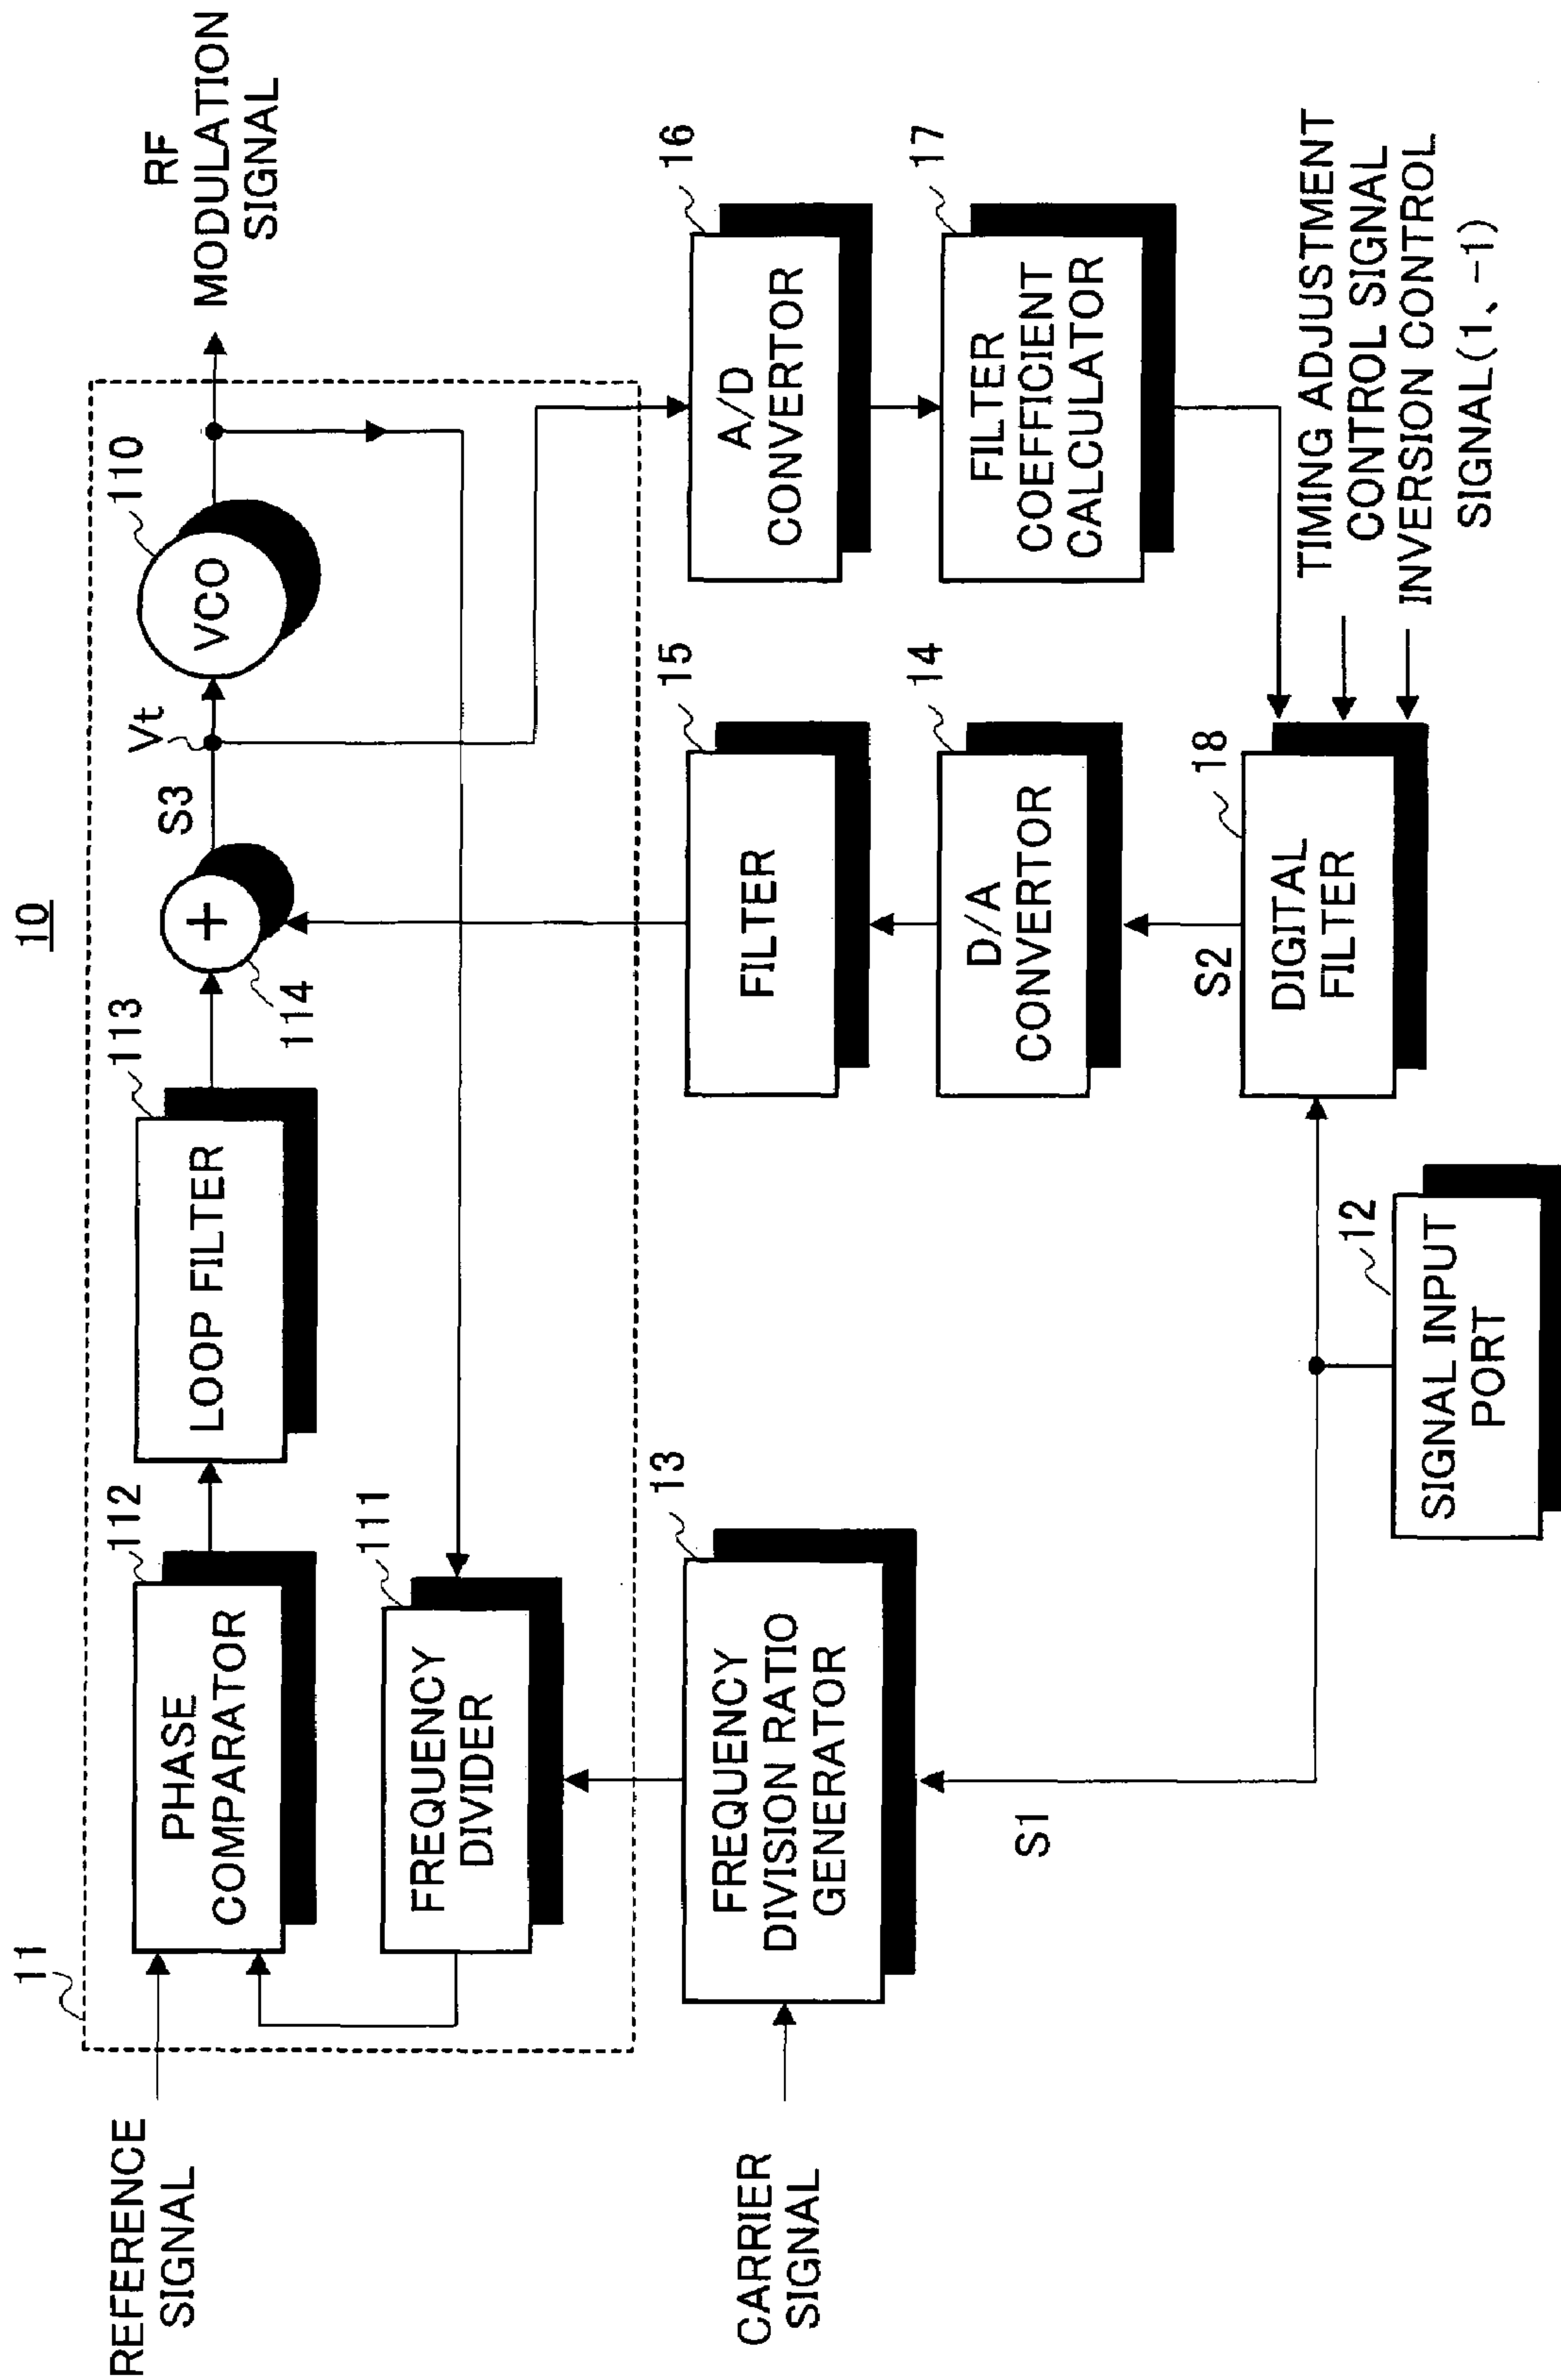 10
11
REFERENCE
SIGNAL
112
PHASE
COMPARATOR
113
LOOP FILTER
114
+
S3
Vt
110
VCO
RF
MODULATION
SIGNAL
111
FREQUENCY
DIVIDER
CARRIER
SIGNAL
13
FREQUENCY
DIVISION RATIO
GENERATOR
15
FILTER
16
A/D
CONVERTOR
14
D/A
CONVERTOR
17
FILTER
COEFFICIENT
CALCULATOR
S1
S2
18
DIGITAL
FILTER
TIMING ADJUSTMENT
CONTROL SIGNAL
INVERSION CONTROL
SIGNAL(1、-1)
12
SIGNAL INPUT
PORT